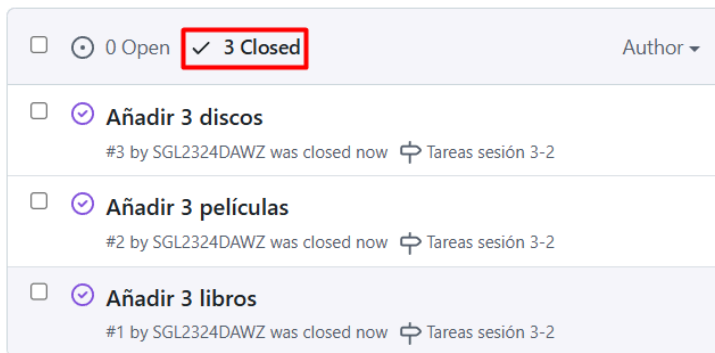 0 Open 3 Closed Author
Añadir 3 discos
#3 by SGL2324DAWZ was closed now Tareas sesión 3-2
Añadir 3 películas
#2 by SGL2324DAWZ was closed now Tareas sesión 3-2
Añadir 3 libros
#1 by SGL2324DAWZ was closed now Tareas sesión 3-2